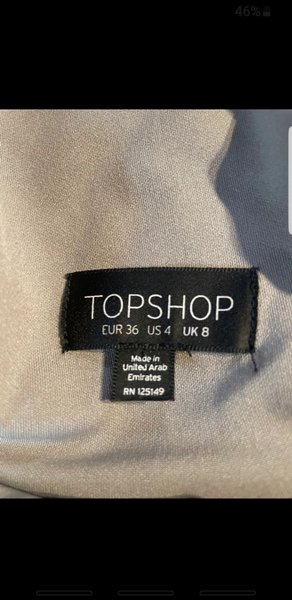 46%
TOPSHOP
EUR 36 US 4 UK 8
Made in
United Arab
Emirates
RN 125149